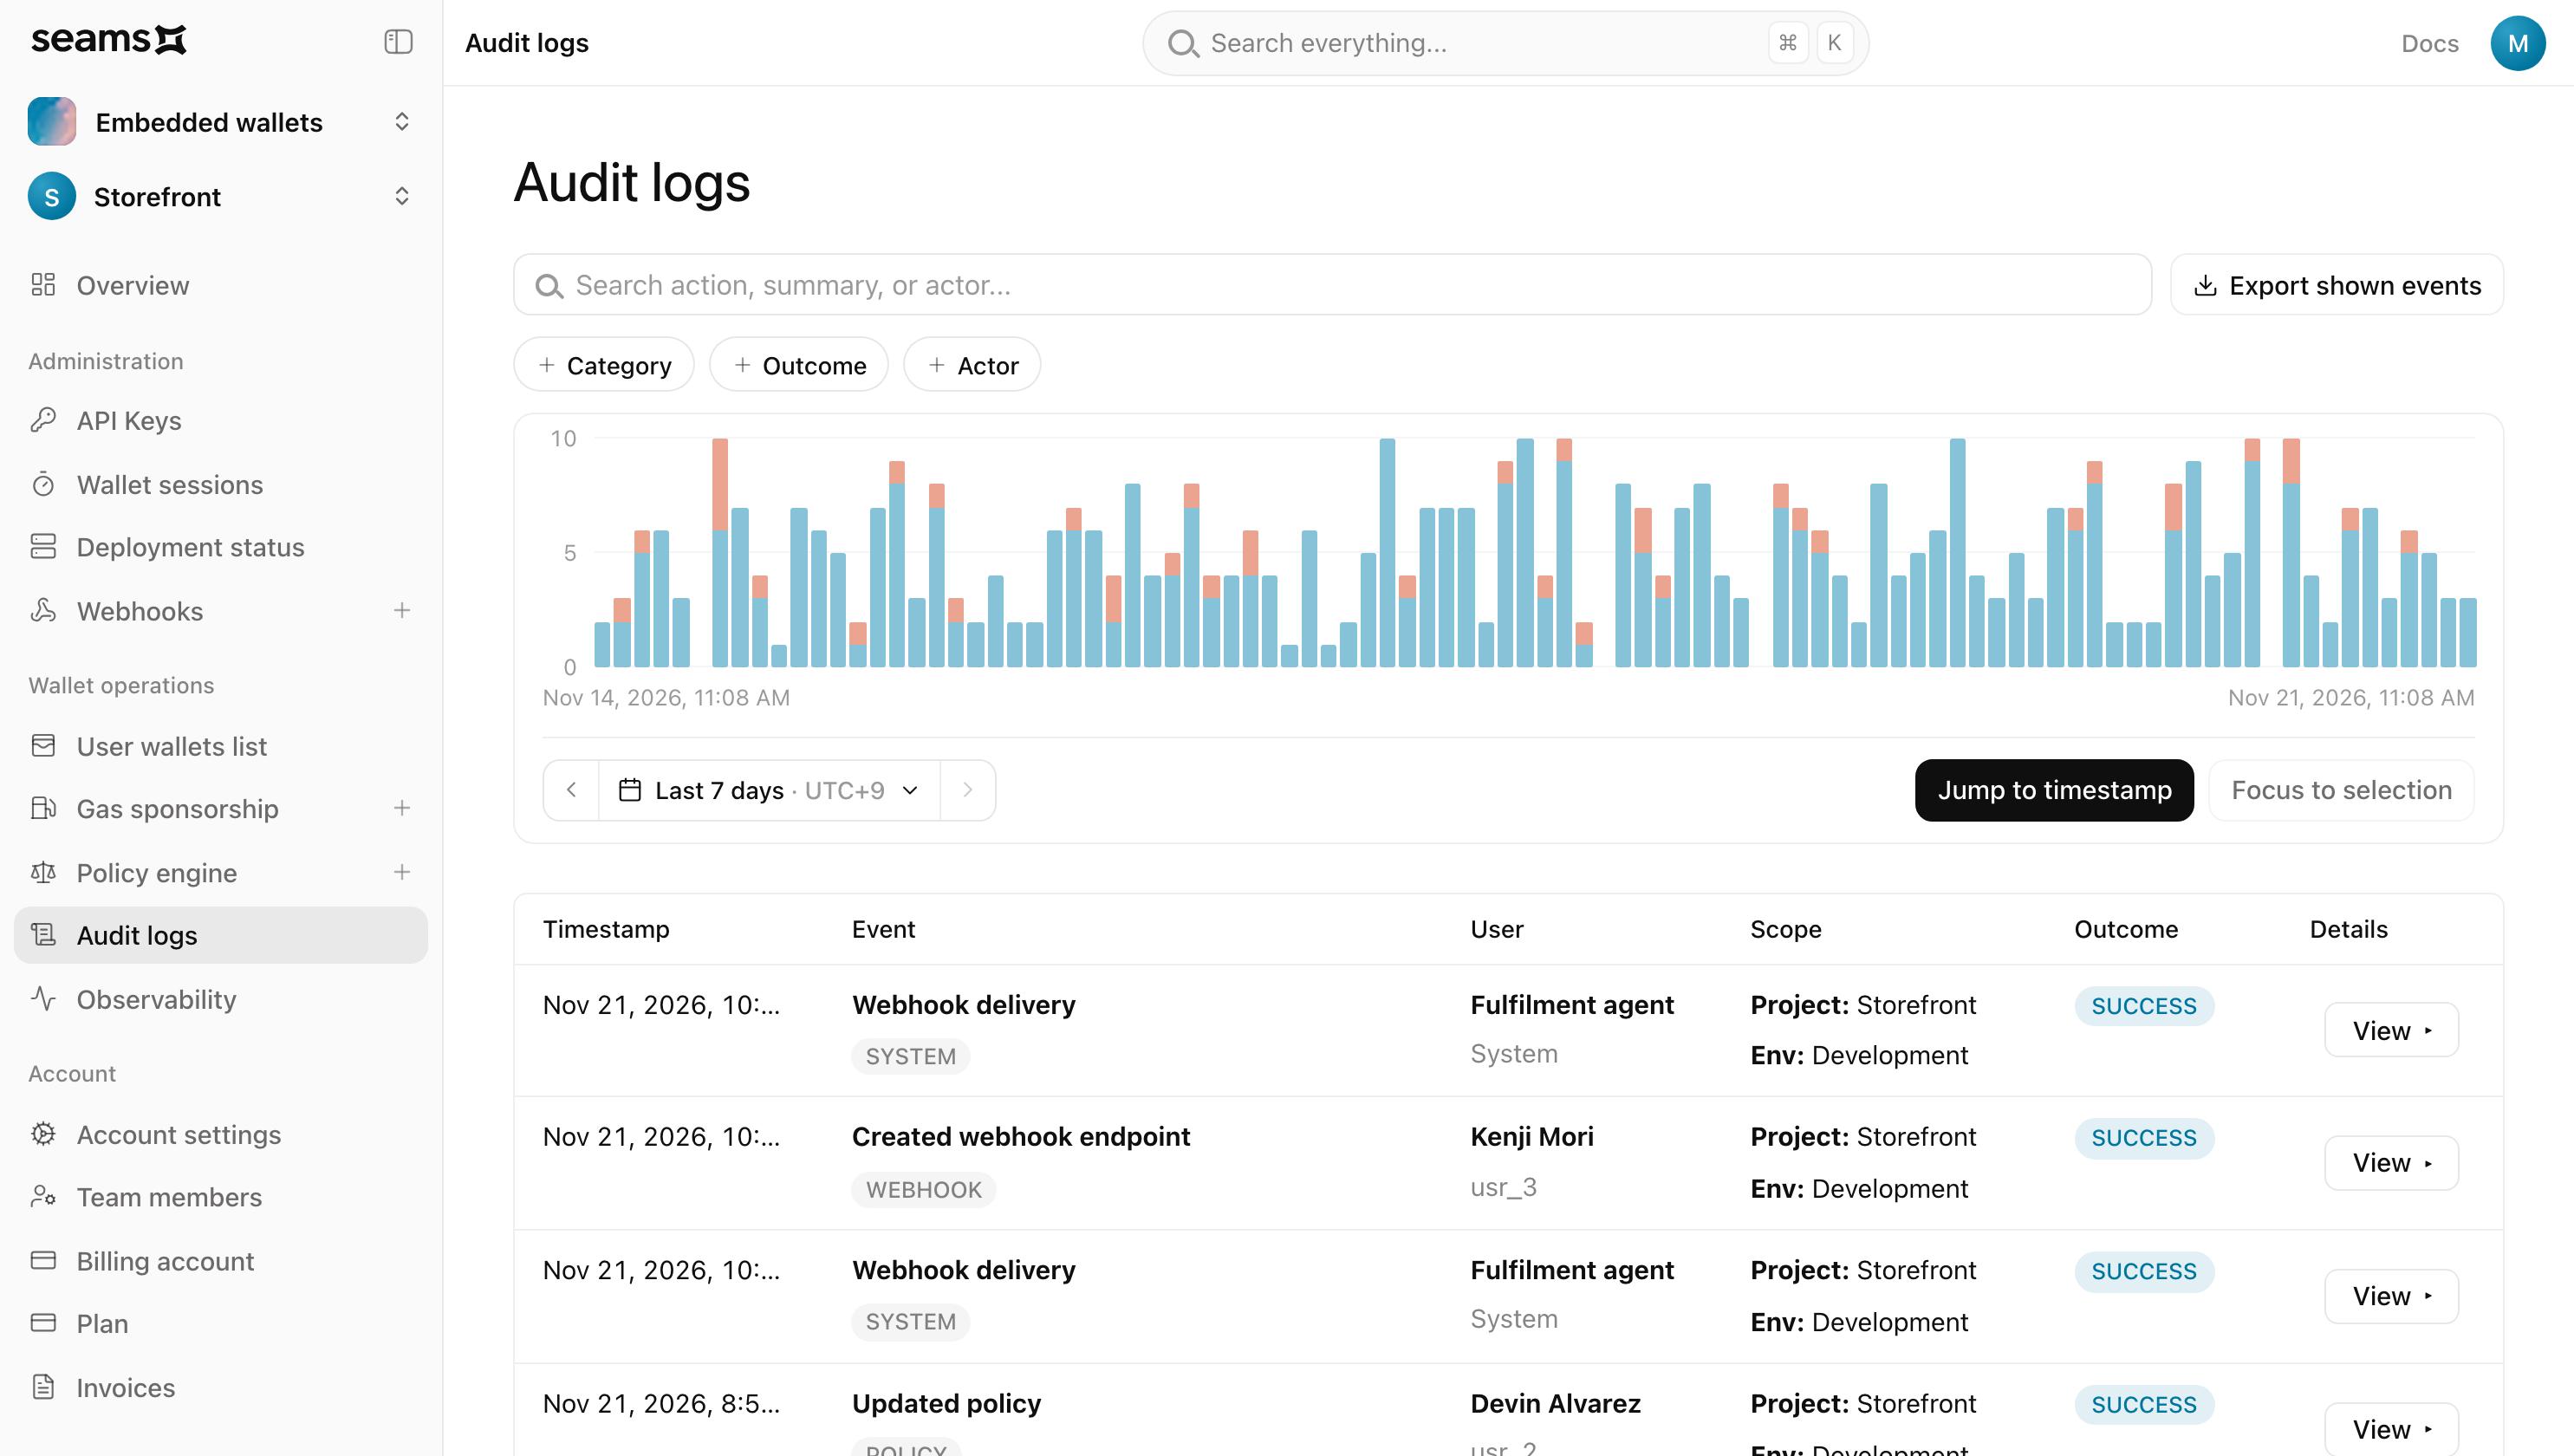 seams
Embedded wallets
S Storefront
Overview
Administration
API Keys
Wallet sessions
Deployment status
Webhooks +
Wallet operations
User wallets list
Gas sponsorship +
Policy engine +
Audit logs
Observability
Account
Account settings
Team members
Billing account
Plan
Invoices
Audit logs
Search everything... ⌘ K
Docs M
Audit logs
Search action, summary, or actor...
Export shown events
+ Category + Outcome + Actor
10
5
0
Nov 14, 2026, 11:08 AM Nov 21, 2026, 11:08 AM
Last 7 days · UTC+9
Jump to timestamp Focus to selection
Timestamp Event User Scope Outcome Details
Nov 21, 2026, 10:... Webhook delivery Fulfilment agent Project: Storefront SUCCESS View
SYSTEM System Env: Development
Nov 21, 2026, 10:... Created webhook endpoint Kenji Mori Project: Storefront SUCCESS View
WEBHOOK usr_3 Env: Development
Nov 21, 2026, 10:... Webhook delivery Fulfilment agent Project: Storefront SUCCESS View
SYSTEM System Env: Development
Nov 21, 2026, 8:5... Updated policy Devin Alvarez Project: Storefront SUCCESS View
POLICY usr_2 Env: Development